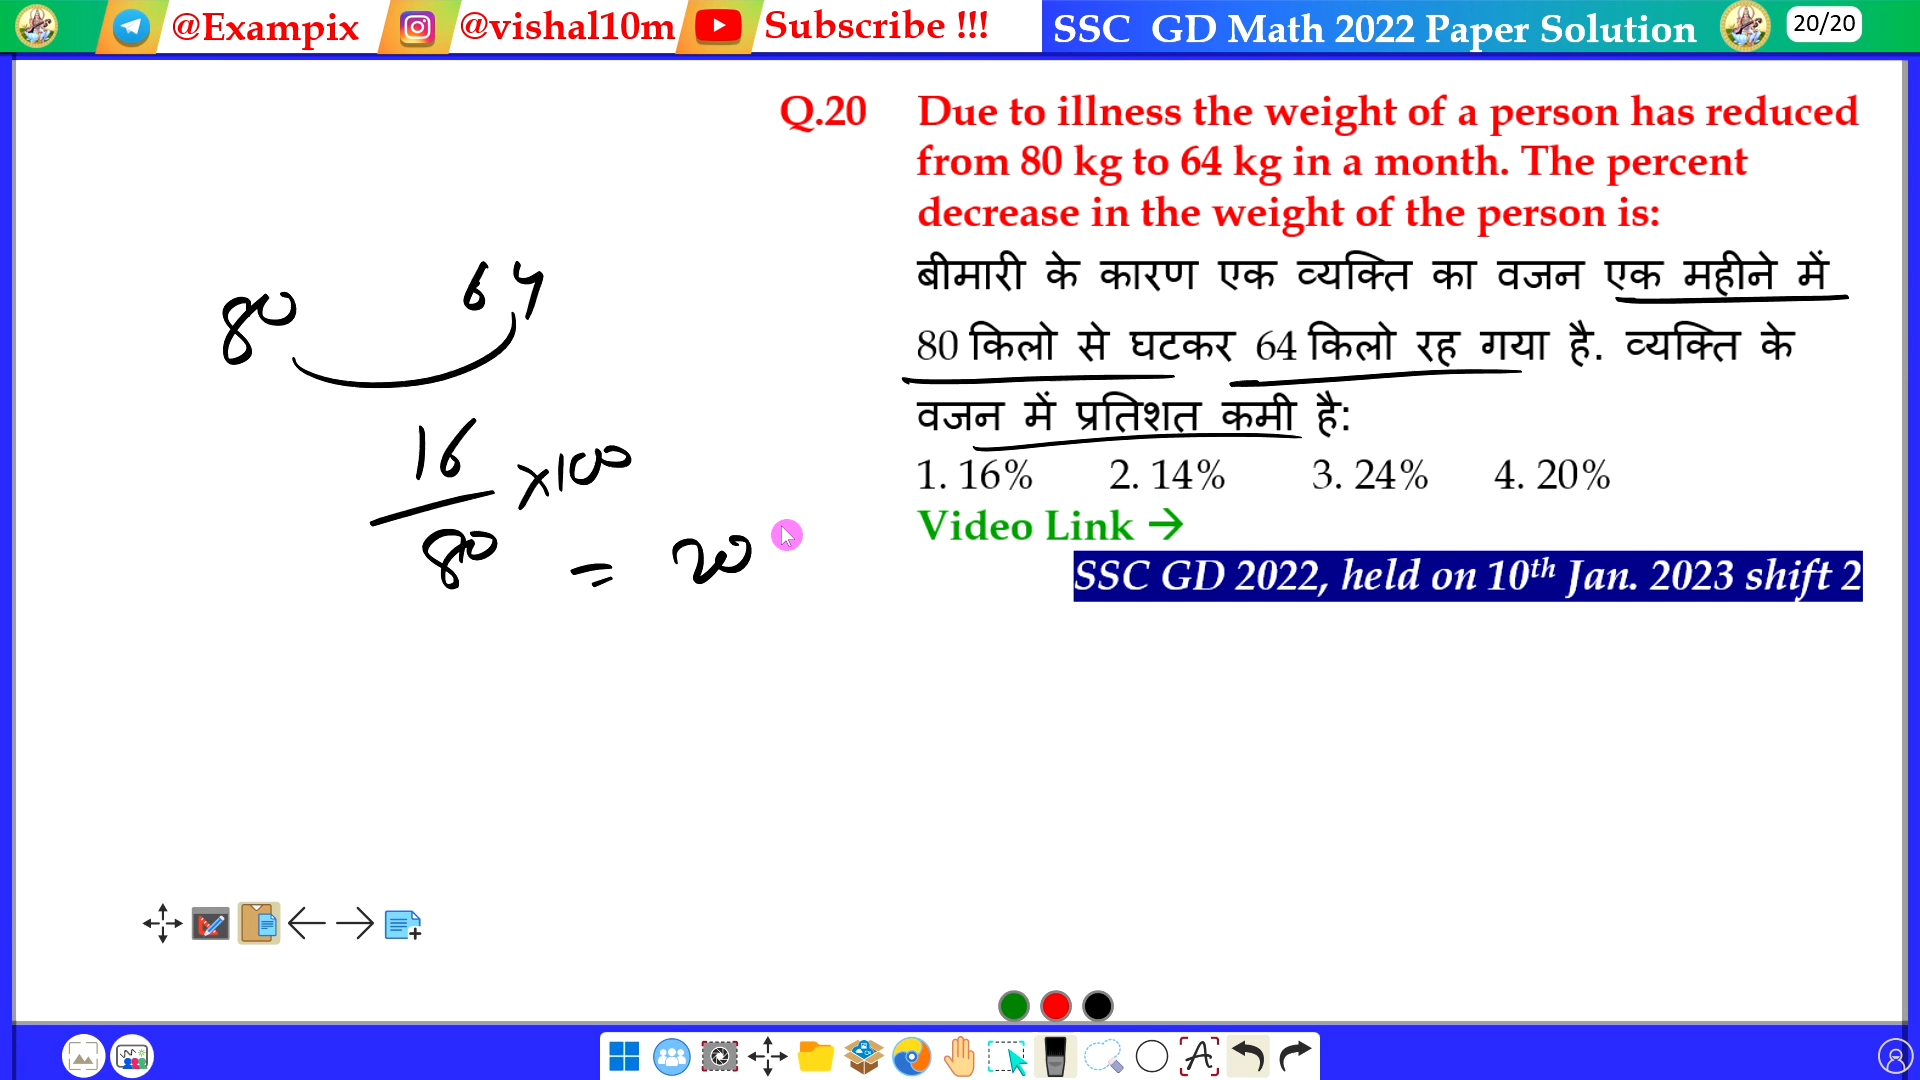 @Exampix @vishal10m Subscribe !!! SSC GD Math 2022 Paper Solution 20/20
Q.20 Due to illness the weight of a person has reduced
from 80 kg to 64 kg in a month. The percent
decrease in the weight of the person is:
बीमारी के कारण एक व्यक्ति का वजन एक महीने में
80 किलो से घटकर 64 किलो रह गया है. व्यक्ति के
वजन में प्रतिशत कमी है:
1. 16% 2. 14% 3. 24% 4. 20%
Video Link →
SSC GD 2022, held on 10th Jan. 2023 shift 2
80 64
16
×100
80
= 20